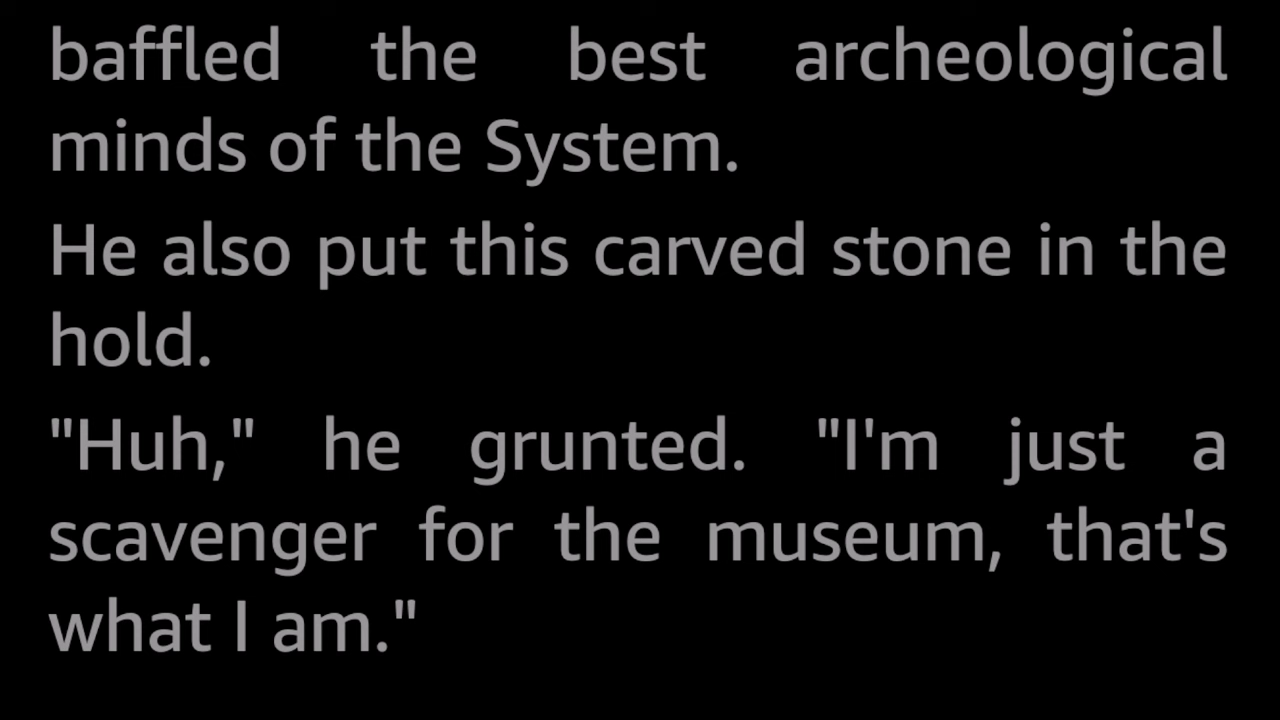 baffled the best archeological
minds of the System.
He also put this carved stone in the
hold.
"Huh," he grunted. "I'm just a
scavenger for the museum, that's
what I am."